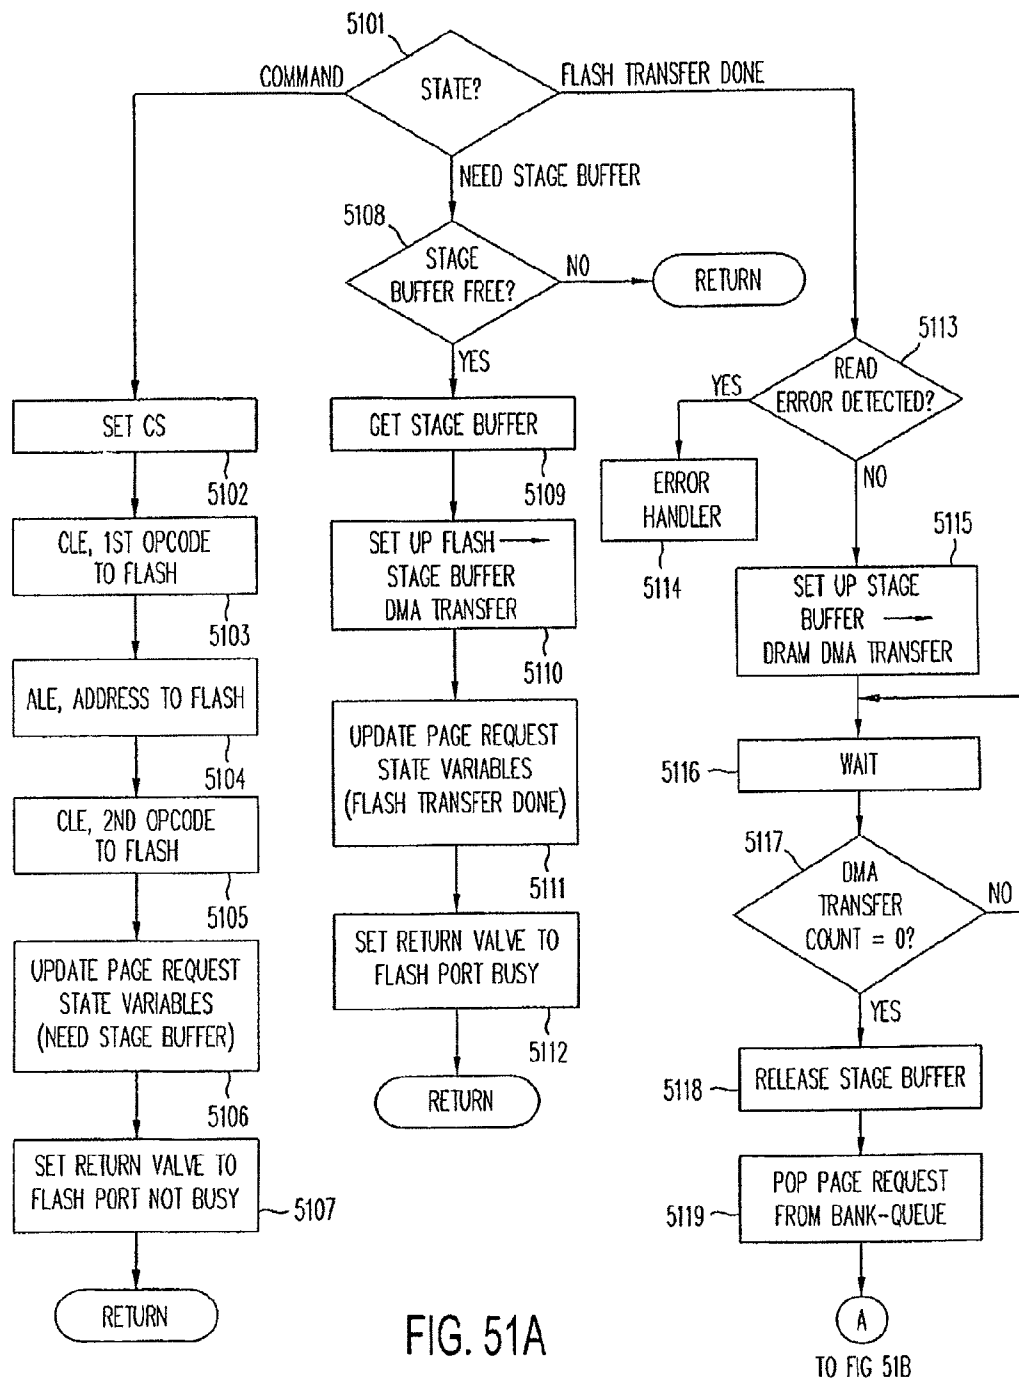 5101
STATE?
COMMAND
FLASH TRANSFER DONE
NEED STAGE BUFFER
5108
STAGE
BUFFER FREE?
NO
RETURN
YES
SET CS
5102
CLE, 1ST OPCODE
TO FLASH
5103
ALE, ADDRESS TO FLASH
5104
CLE, 2ND OPCODE
TO FLASH
5105
UPDATE PAGE REQUEST
STATE VARIABLES
(NEED STAGE BUFFER)
5106
SET RETURN VALVE TO
FLASH PORT NOT BUSY
5107
RETURN
GET STAGE BUFFER
5109
SET UP FLASH
STAGE BUFFER
DMA TRANSFER
5110
UPDATE PAGE REQUEST
STATE VARIABLES
(FLASH TRANSFER DONE)
5111
SET RETURN VALVE TO
FLASH PORT BUSY
5112
RETURN
5113
READ
ERROR DETECTED?
YES
ERROR
HANDLER
5114
NO
5115
SET UP STAGE
BUFFER
DRAM DMA TRANSFER
5116
WAIT
5117
DMA
TRANSFER
COUNT = 0?
NO
YES
5118
RELEASE STAGE BUFFER
5119
POP PAGE REQUEST
FROM BANK-QUEUE
A
TO FIG 51B
FIG. 51A